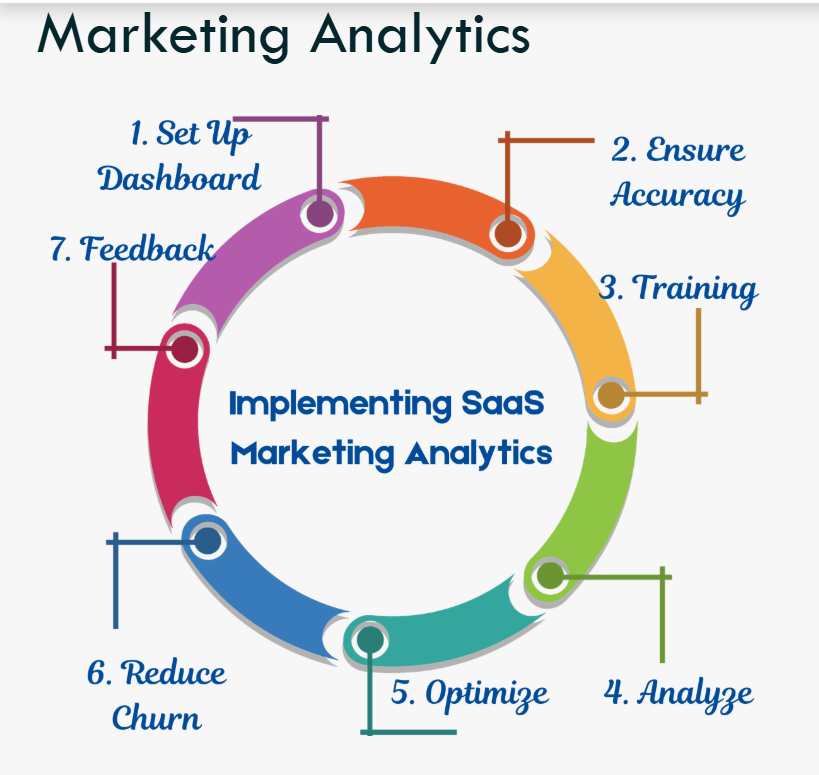 Marketing Analytics
1. Set Up
Dashboard
2. Ensure
Accuracy
3. Training
4. Analyze
5. Optimize
6. Reduce
Churn
7. Feedback
Implementing SaaS
Marketing Analytics